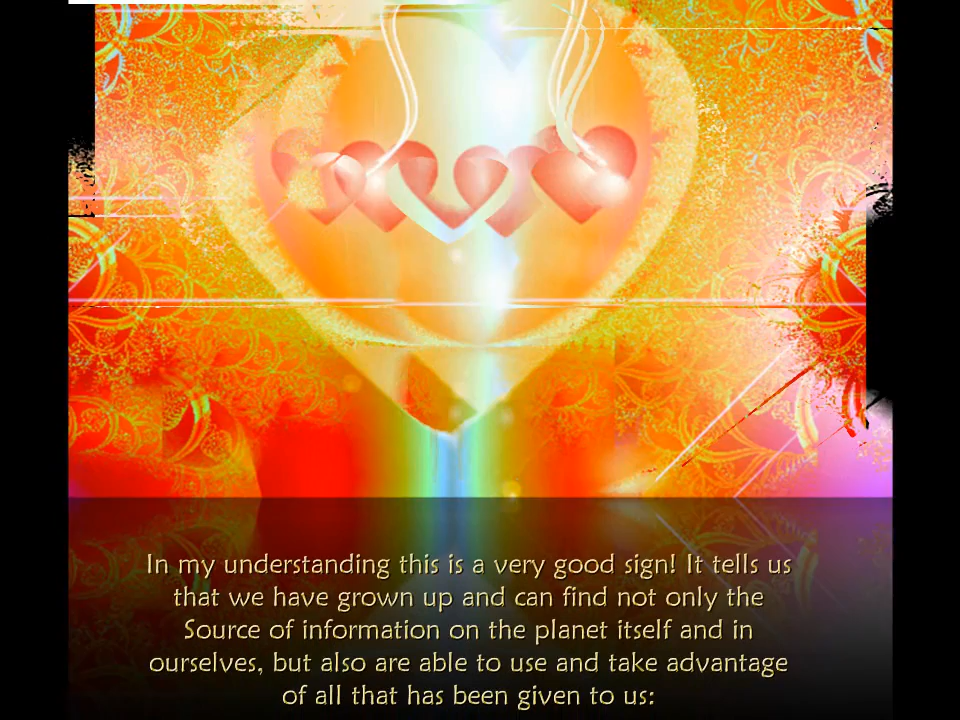 In my understanding this is a very good sign! It tells us
that we have grown up and can find not only the
Source of information on the planet itself and in
ourselves, but also are able to use and take advantage
of all that has been given to us: